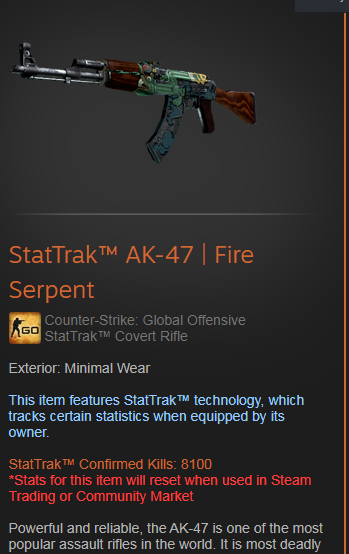 StatTrak™ AK-47 | Fire
Serpent
GO
Counter-Strike: Global Offensive
StatTrak™ Covert Rifle
Exterior: Minimal Wear
This item features StatTrak™ technology, which
tracks certain statistics when equipped by its
owner.
StatTrak™ Confirmed Kills: 8100
*Stats for this item will reset when used in Steam
Trading or Community Market
Powerful and reliable, the AK-47 is one of the most
popular assault rifles in the world. It is most deadly